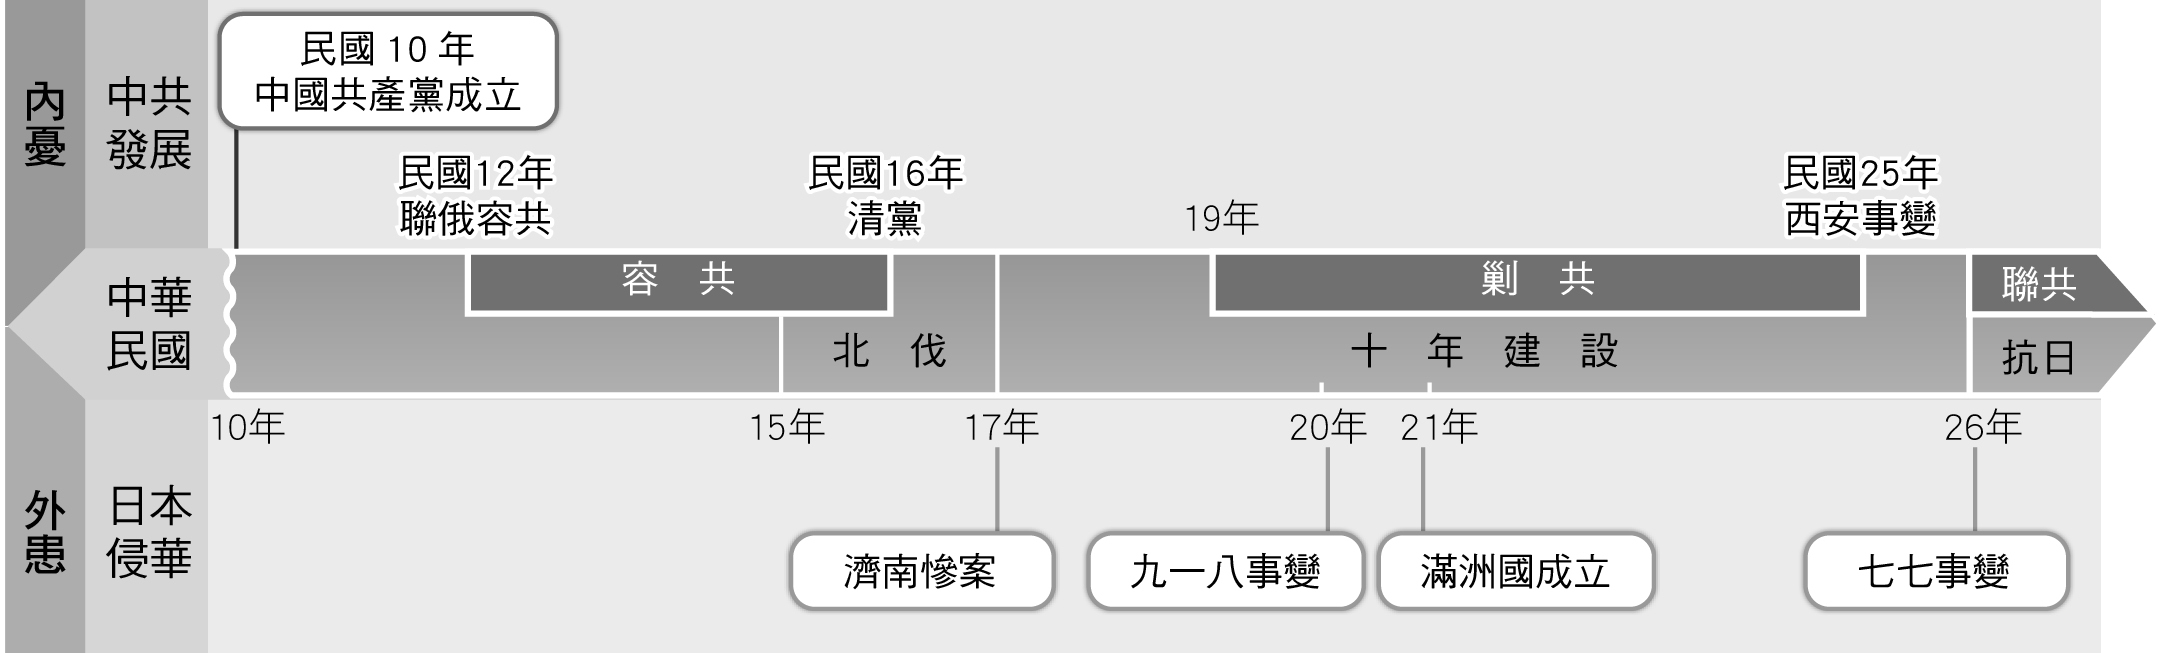 內憂
中共
發展
民國 10 年
中國共產黨成立
民國12年
聯俄容共
民國16年
清黨
19年
民國25年
西安事變
中華
民國
容 共
剿 共
聯共
北 伐
十 年 建 設
抗日
10年
15年
17年
20年
21年
26年
外患
日本
侵華
濟南慘案
九一八事變
滿洲國成立
七七事變